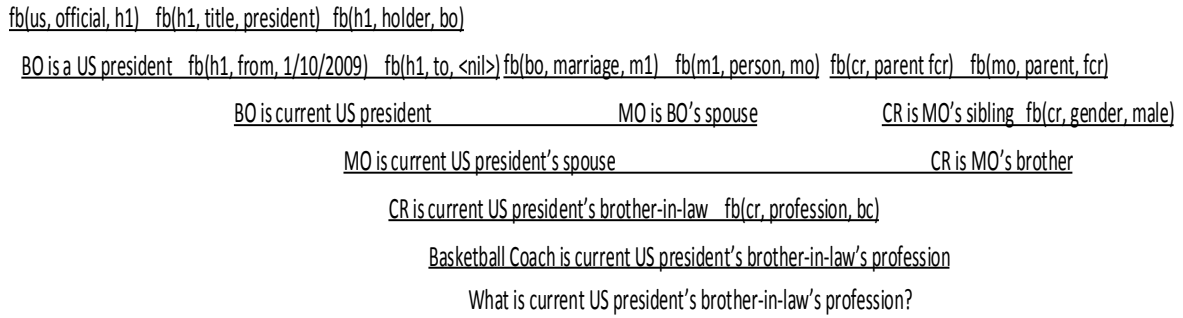 fb(us, official, h1) fb(h1, title, president) fb(h1, holder, bo)
BO is a US president fb(h1, from, 1/10/2009) fb(h1, to, <nil>) fb(bo, marriage, m1) fb(m1, person, mo) fb(cr, parent fcr) fb(mo, parent, fcr)
BO is current US president MO is BO’s spouse CR is MO’s sibling fb(cr, gender, male)
MO is current US president’s spouse CR is MO’s brother
CR is current US president’s brother-in-law fb(cr, profession, bc)
Basketball Coach is current US president’s brother-in-law’s profession
What is current US president’s brother-in-law’s profession?